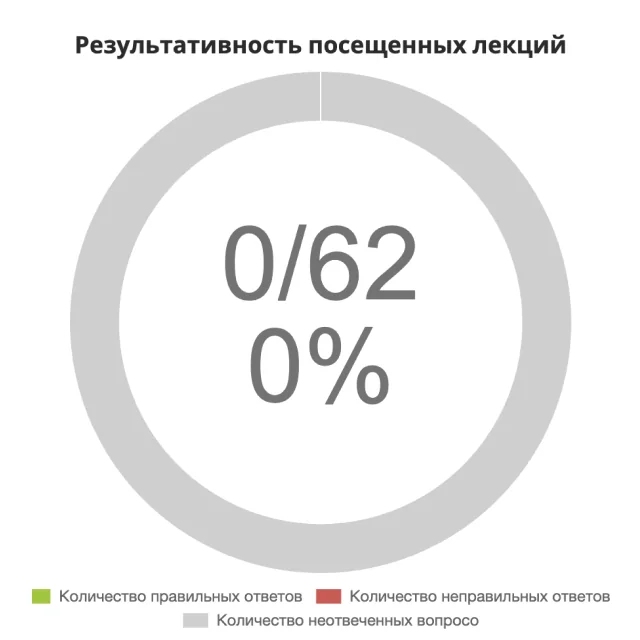 Результативность посещенных лекций
0/62
0%
Количество правильных ответов Количество неправильных ответов
Количество неотвеченных вопросо